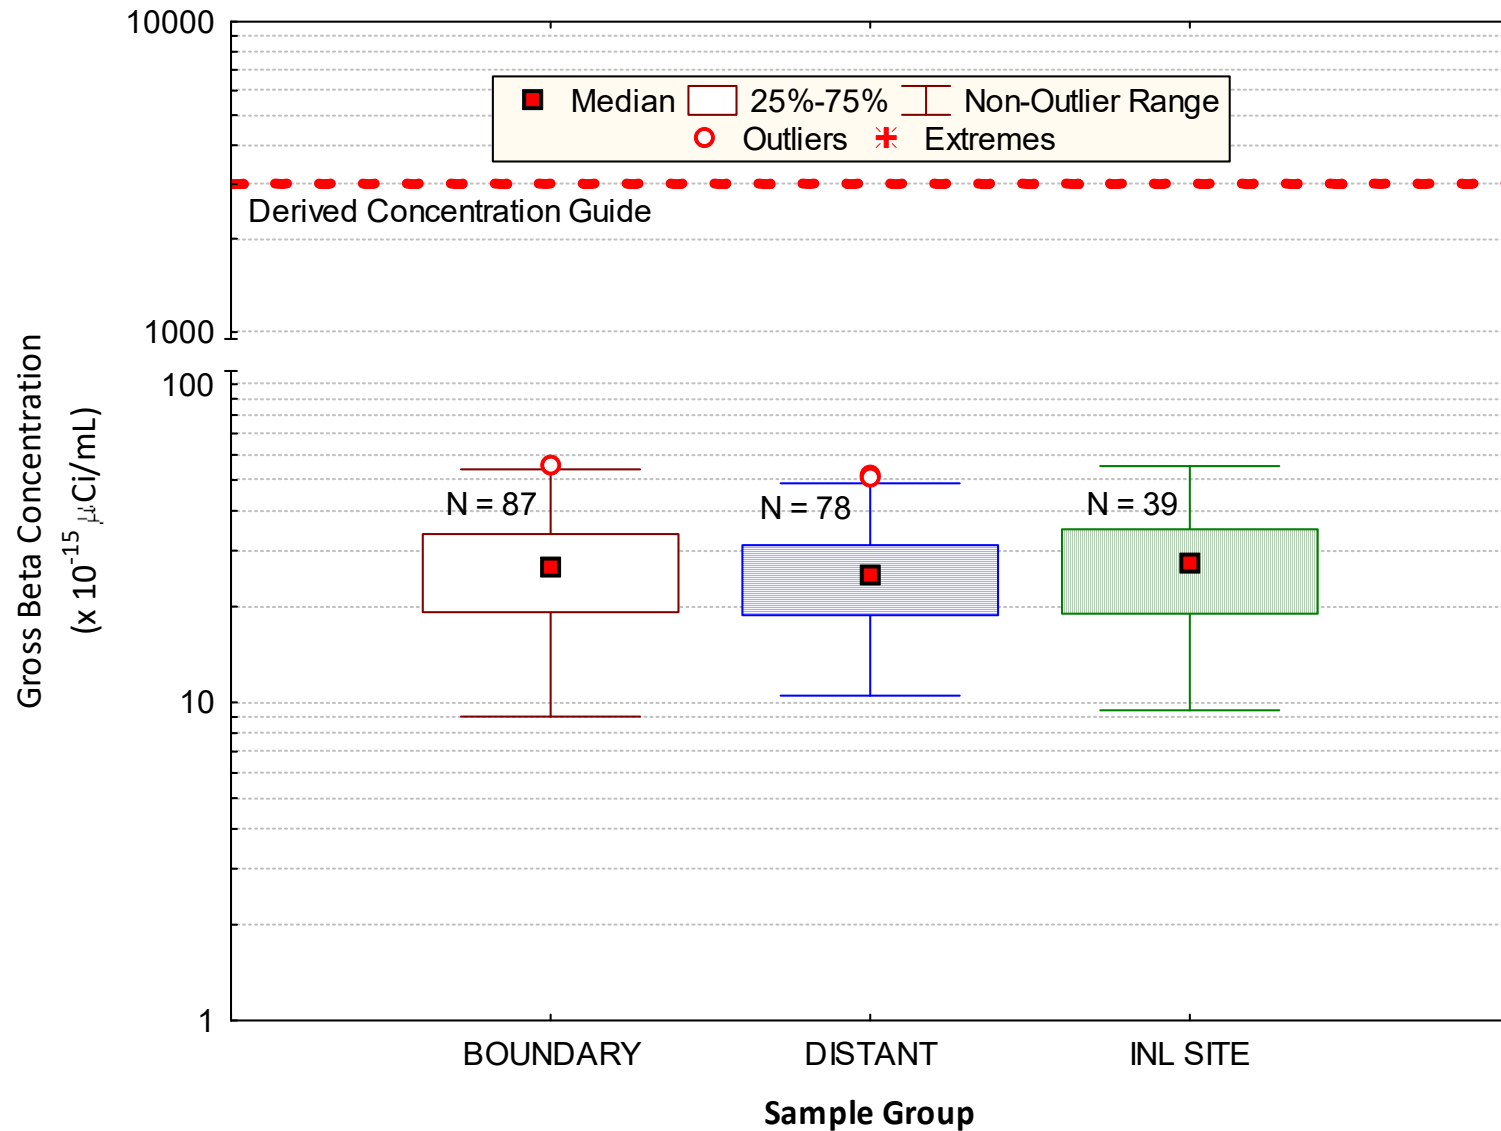 10000
Median 25%-75% Non-Outlier Range
Outliers Extremes
Derived Concentration Guide
1000
100
Gross Beta Concentration
(x 10⁻¹⁵ μCi/mL)
N = 87
N = 78
N = 39
10
1
BOUNDARY DISTANT INL SITE
Sample Group